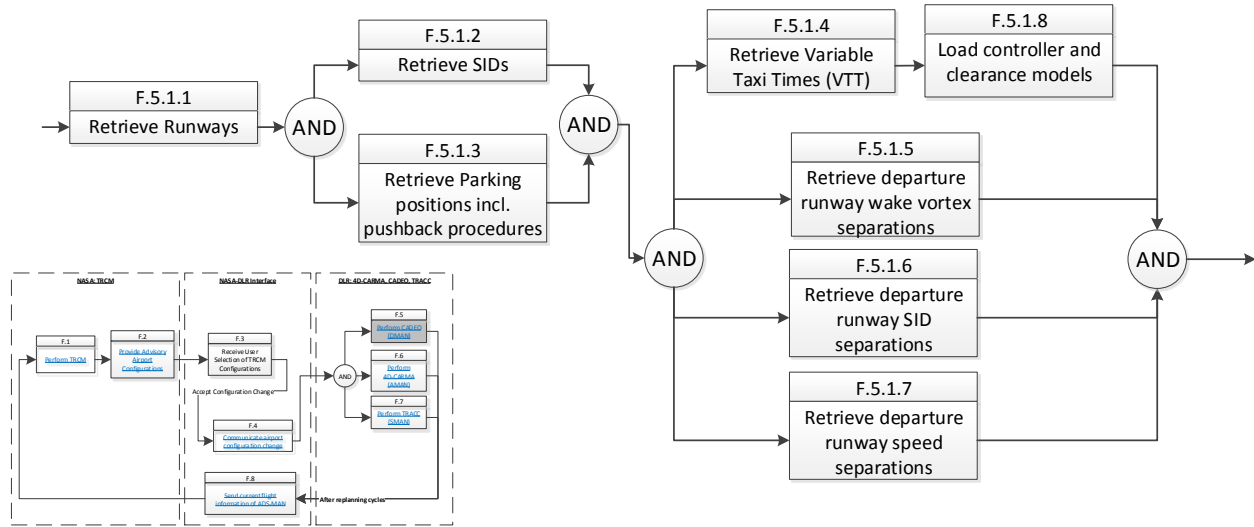 F.5.1.1
Retrieve Runways
AND
F.5.1.2
Retrieve SIDs
F.5.1.3
Retrieve Parking
positions incl.
pushback procedures
AND
AND
F.5.1.4
Retrieve Variable
Taxi Times (VTT)
F.5.1.8
Load controller and
clearance models
F.5.1.5
Retrieve departure
runway wake vortex
separations
F.5.1.6
Retrieve departure
runway SID
separations
F.5.1.7
Retrieve departure
runway speed
separations
AND
NASA: TRCM
F.1
Perform TRCM
F.2
Provide Advisory
Airport
Configurations
NASA-DLR Interface
F.3
Receive User
Selection of TRCM
Configurations
Accept Configuration Change
F.4
Communicate airport
configuration change
F.8
Send current flight
information of ADS-MAN
DLR: 4D-CARMA, CADEO, TRACC
AND
F.5
Perform CADEO
(DMAN)
F.6
Perform
4D-CARMA
(AMAN)
F.7
Perform TRACC
(SMAN)
After replanning cycles